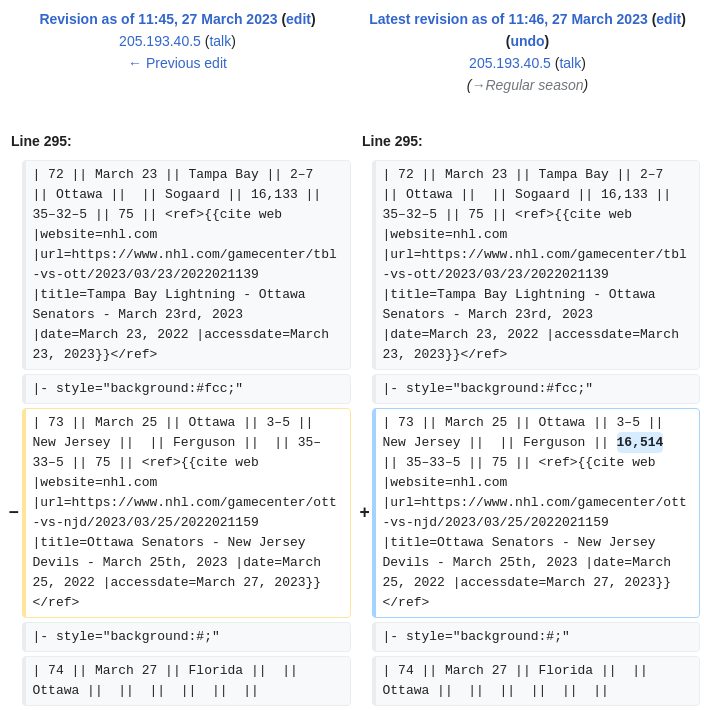 Revision as of 11:45, 27 March 2023 (edit)
205.193.40.5 (talk)
← Previous edit
Latest revision as of 11:46, 27 March 2023 (edit)
(undo)
205.193.40.5 (talk)
(→Regular season)
Line 295:
| 72 || March 23 || Tampa Bay || 2–7
|| Ottawa ||  || Sogaard || 16,133 ||
35–32–5 || 75 || <ref>{{cite web
|website=nhl.com
|url=https://www.nhl.com/gamecenter/tbl
-vs-ott/2023/03/23/2022021139
|title=Tampa Bay Lightning - Ottawa
Senators - March 23rd, 2023
|date=March 23, 2022 |accessdate=March
23, 2023}}</ref>
|- style="background:#fcc;"
− | 73 || March 25 || Ottawa || 3–5 ||
New Jersey ||  || Ferguson ||  || 35–
33–5 || 75 || <ref>{{cite web
|website=nhl.com
|url=https://www.nhl.com/gamecenter/ott
-vs-njd/2023/03/25/2022021159
|title=Ottawa Senators - New Jersey
Devils - March 25th, 2023 |date=March
25, 2022 |accessdate=March 27, 2023}}
</ref>
|- style="background:#;"
| 74 || March 27 || Florida ||  ||
Ottawa ||  ||  ||  ||  ||  ||
Line 295:
| 72 || March 23 || Tampa Bay || 2–7
|| Ottawa ||  || Sogaard || 16,133 ||
35–32–5 || 75 || <ref>{{cite web
|website=nhl.com
|url=https://www.nhl.com/gamecenter/tbl
-vs-ott/2023/03/23/2022021139
|title=Tampa Bay Lightning - Ottawa
Senators - March 23rd, 2023
|date=March 23, 2022 |accessdate=March
23, 2023}}</ref>
|- style="background:#fcc;"
+ | 73 || March 25 || Ottawa || 3–5 ||
New Jersey ||  || Ferguson || 16,514
|| 35–33–5 || 75 || <ref>{{cite web
|website=nhl.com
|url=https://www.nhl.com/gamecenter/ott
-vs-njd/2023/03/25/2022021159
|title=Ottawa Senators - New Jersey
Devils - March 25th, 2023 |date=March
25, 2022 |accessdate=March 27, 2023}}
</ref>
|- style="background:#;"
| 74 || March 27 || Florida ||  ||
Ottawa ||  ||  ||  ||  ||  ||